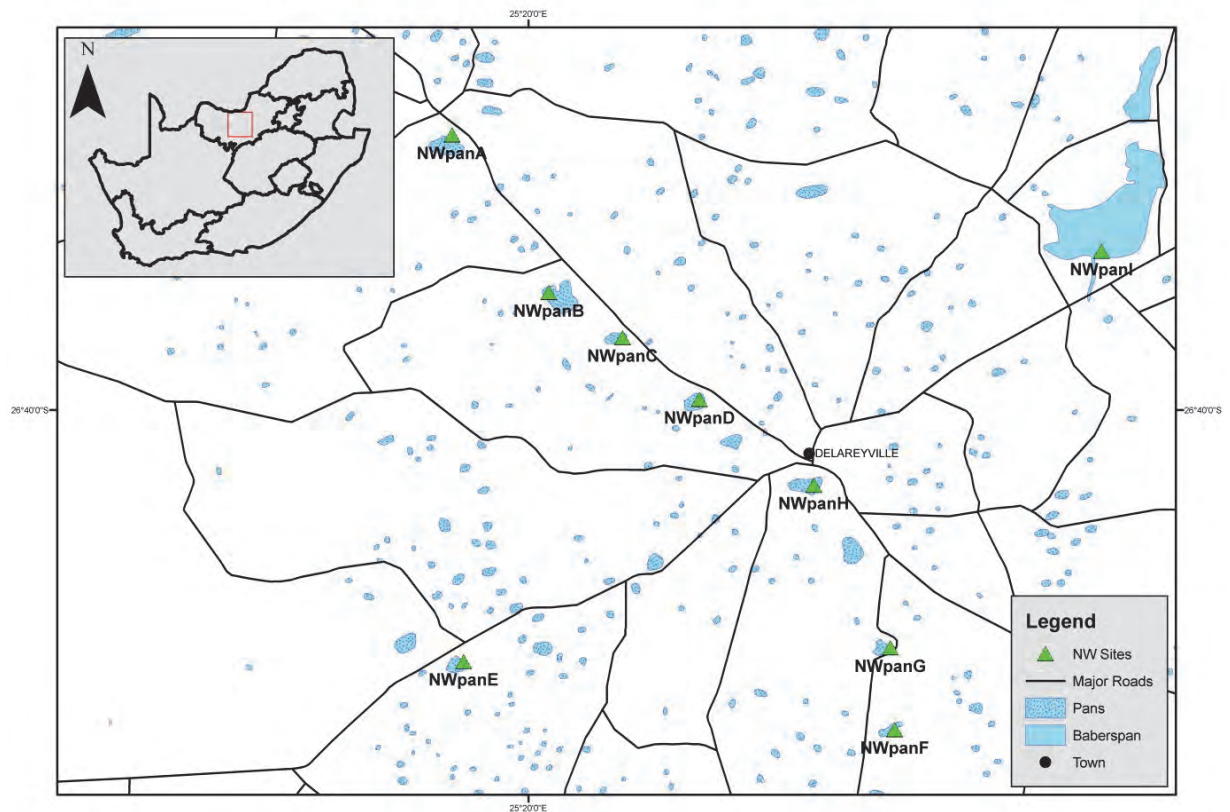 25°20'0"E
N
NWpanA
NWpanI
NWpanB
NWpanC
26°40'0"S
26°40'0"S
NWpanD
DELAREYVILLE
NWpanH
Legend
NW Sites
Major Roads
Pans
Baberspan
Town
NWpanG
NWpanE
NWpanF
25°20'0"E